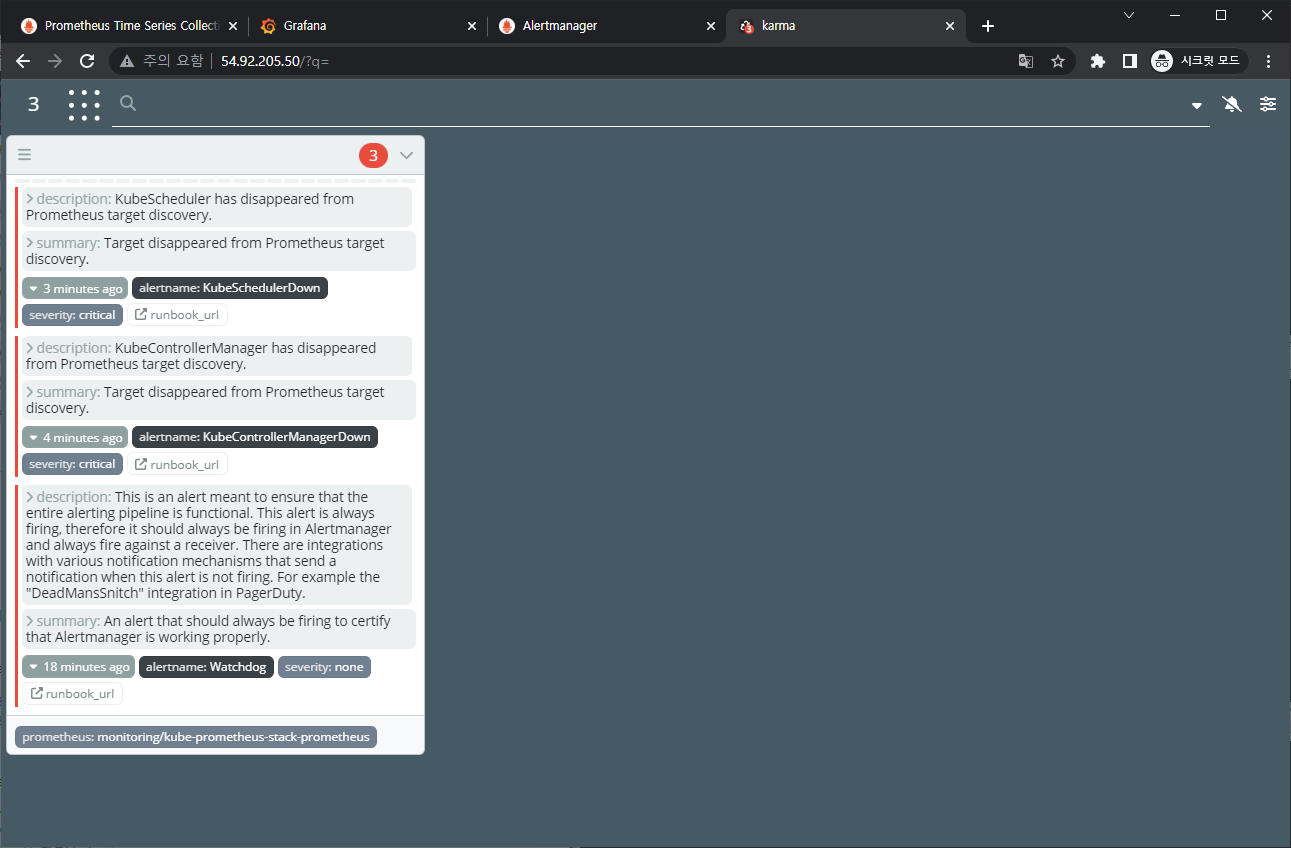 Prometheus Time Series Collecti
Grafana
Alertmanager
karma
주의 요함
54.92.205.50/?q=
시크릿 모드
3
3
description: KubeScheduler has disappeared from
Prometheus target discovery.
summary: Target disappeared from Prometheus target
discovery.
3 minutes ago alertname: KubeSchedulerDown
severity: critical runbook_url
description: KubeControllerManager has disappeared
from Prometheus target discovery.
summary: Target disappeared from Prometheus target
discovery.
4 minutes ago alertname: KubeControllerManagerDown
severity: critical runbook_url
description: This is an alert meant to ensure that the
entire alerting pipeline is functional. This alert is always
firing, therefore it should always be firing in Alertmanager
and always fire against a receiver. There are integrations
with various notification mechanisms that send a
notification when this alert is not firing. For example the
"DeadMansSnitch" integration in PagerDuty.
summary: An alert that should always be firing to certify
that Alertmanager is working properly.
18 minutes ago alertname: Watchdog severity: none
runbook_url
prometheus: monitoring/kube-prometheus-stack-prometheus